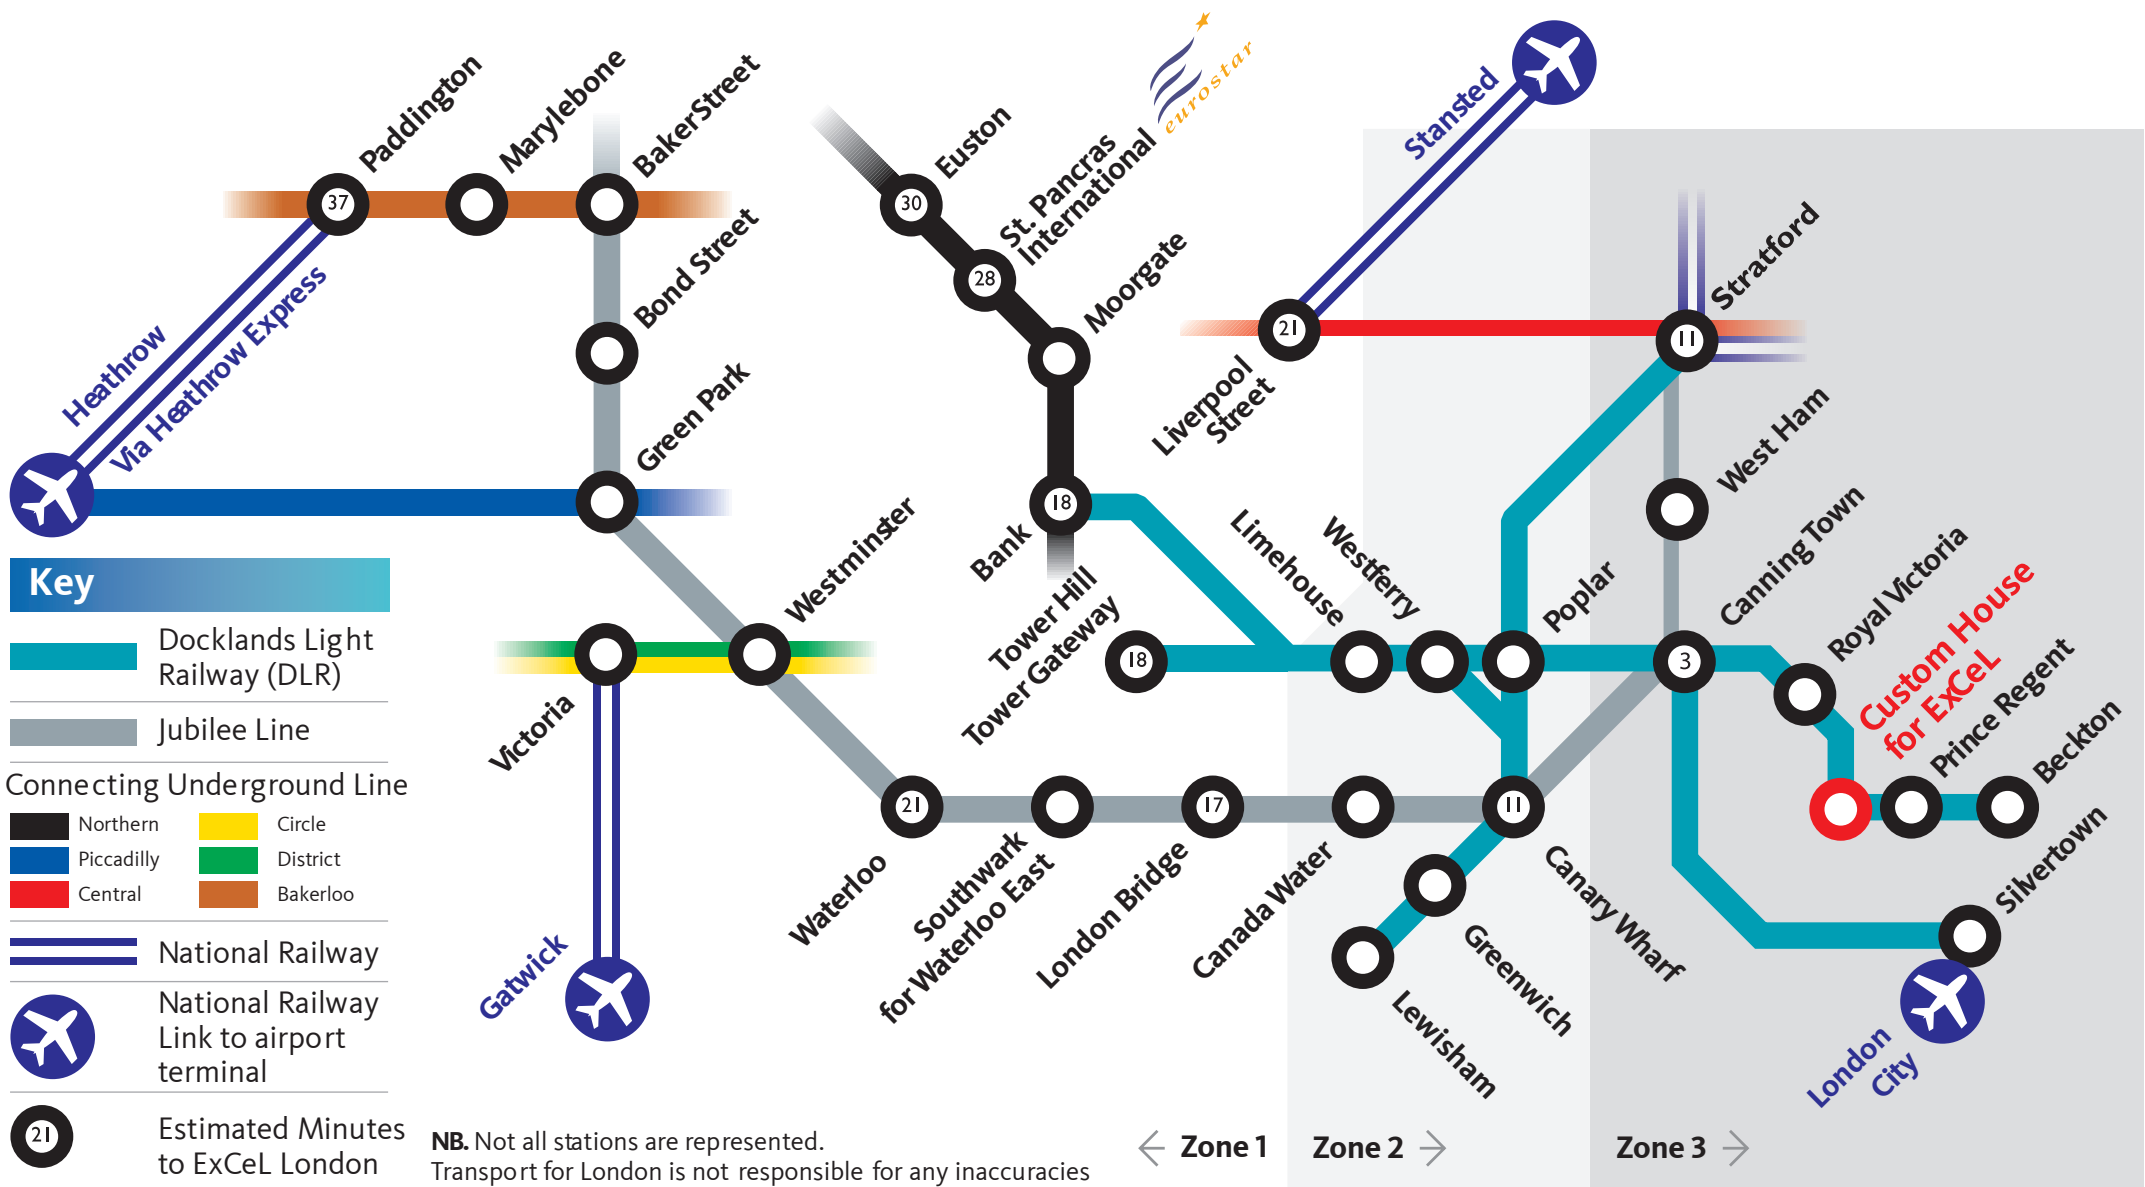 Paddington
37
Marylebone
BakerStreet
Bond Street
Green Park
Heathrow
Via Heathrow Express
Euston
30
St. Pancras
International
28
eurostar
Moorgate
Bank
18
Stansted
Liverpool
Street
21
Stratford
11
West Ham
Canning Town
3
Royal Victoria
Custom House
for ExCeL
Prince Regent
Beckton
Silvertown
London
City
Tower Hill
Tower Gateway
18
Limehouse
Westferry
Poplar
Westminster
Victoria
Gatwick
Waterloo
21
Southwark
for Waterloo East
London Bridge
17
Canada Water
Canary Wharf
11
Greenwich
Lewisham
Key
Docklands Light
Railway (DLR)
Jubilee Line
Connecting Underground Line
Northern
Circle
Piccadilly
District
Central
Bakerloo
National Railway
National Railway
Link to airport
terminal
21
Estimated Minutes
to ExCeL London
NB. Not all stations are represented.
Transport for London is not responsible for any inaccuracies
Zone 1
Zone 2
Zone 3